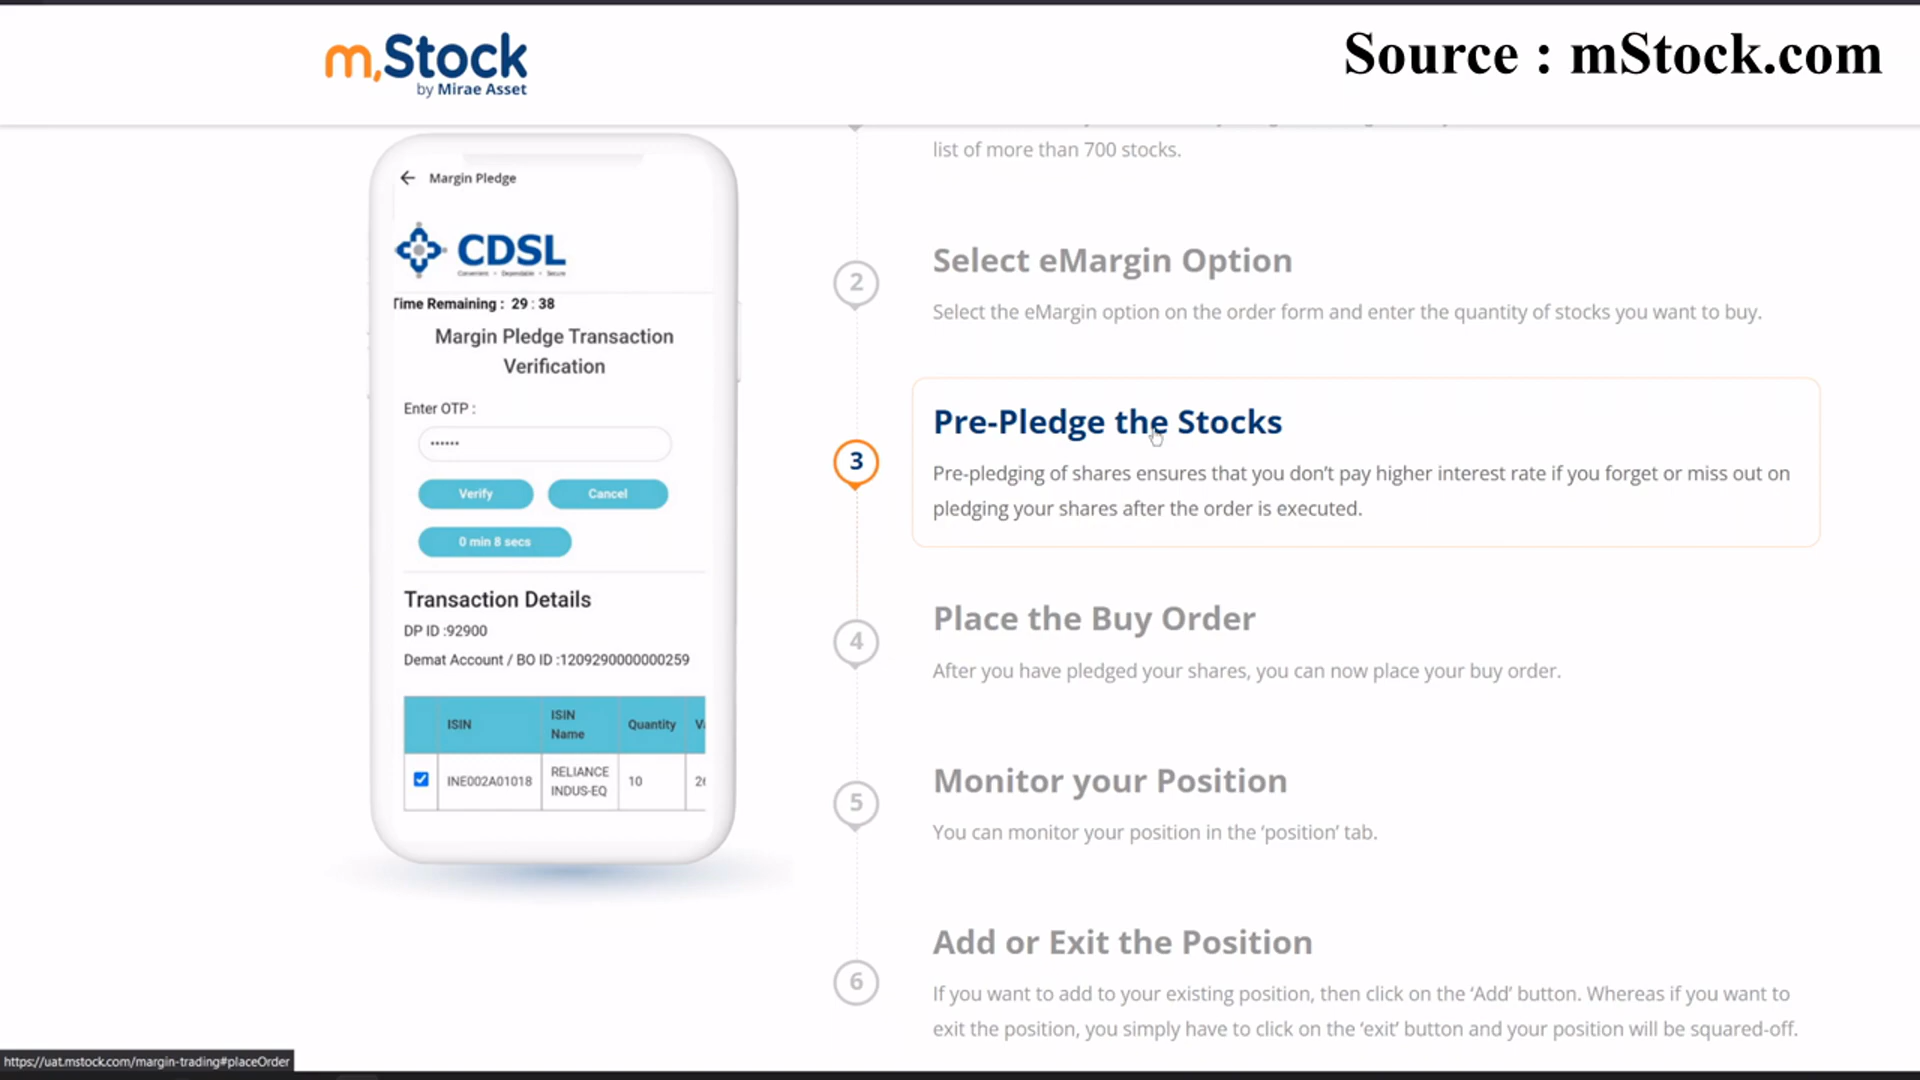 m.Stock
by Mirae Asset
Source : mStock.com
← Margin Pledge
CDSL
Convenient • Dependable • Secure
Time Remaining : 29 : 38
Margin Pledge Transaction
Verification
Enter OTP :
••••••
Verify
Cancel
0 min 8 secs
Transaction Details
DP ID :92900
Demat Account / BO ID :1209290000000259
ISIN
ISIN
Name
Quantity
INE002A01018
RELIANCE
INDUS-EQ
10
list of more than 700 stocks.
2
Select eMargin Option
Select the eMargin option on the order form and enter the quantity of stocks you want to buy.
3
Pre-Pledge the Stocks
Pre-pledging of shares ensures that you don’t pay higher interest rate if you forget or miss out on
pledging your shares after the order is executed.
4
Place the Buy Order
After you have pledged your shares, you can now place your buy order.
5
Monitor your Position
You can monitor your position in the ‘position’ tab.
6
Add or Exit the Position
If you want to add to your existing position, then click on the ‘Add’ button. Whereas if you want to
exit the position, you simply have to click on the ‘exit’ button and your position will be squared-off.
https://uat.mstock.com/margin-trading#placeOrder